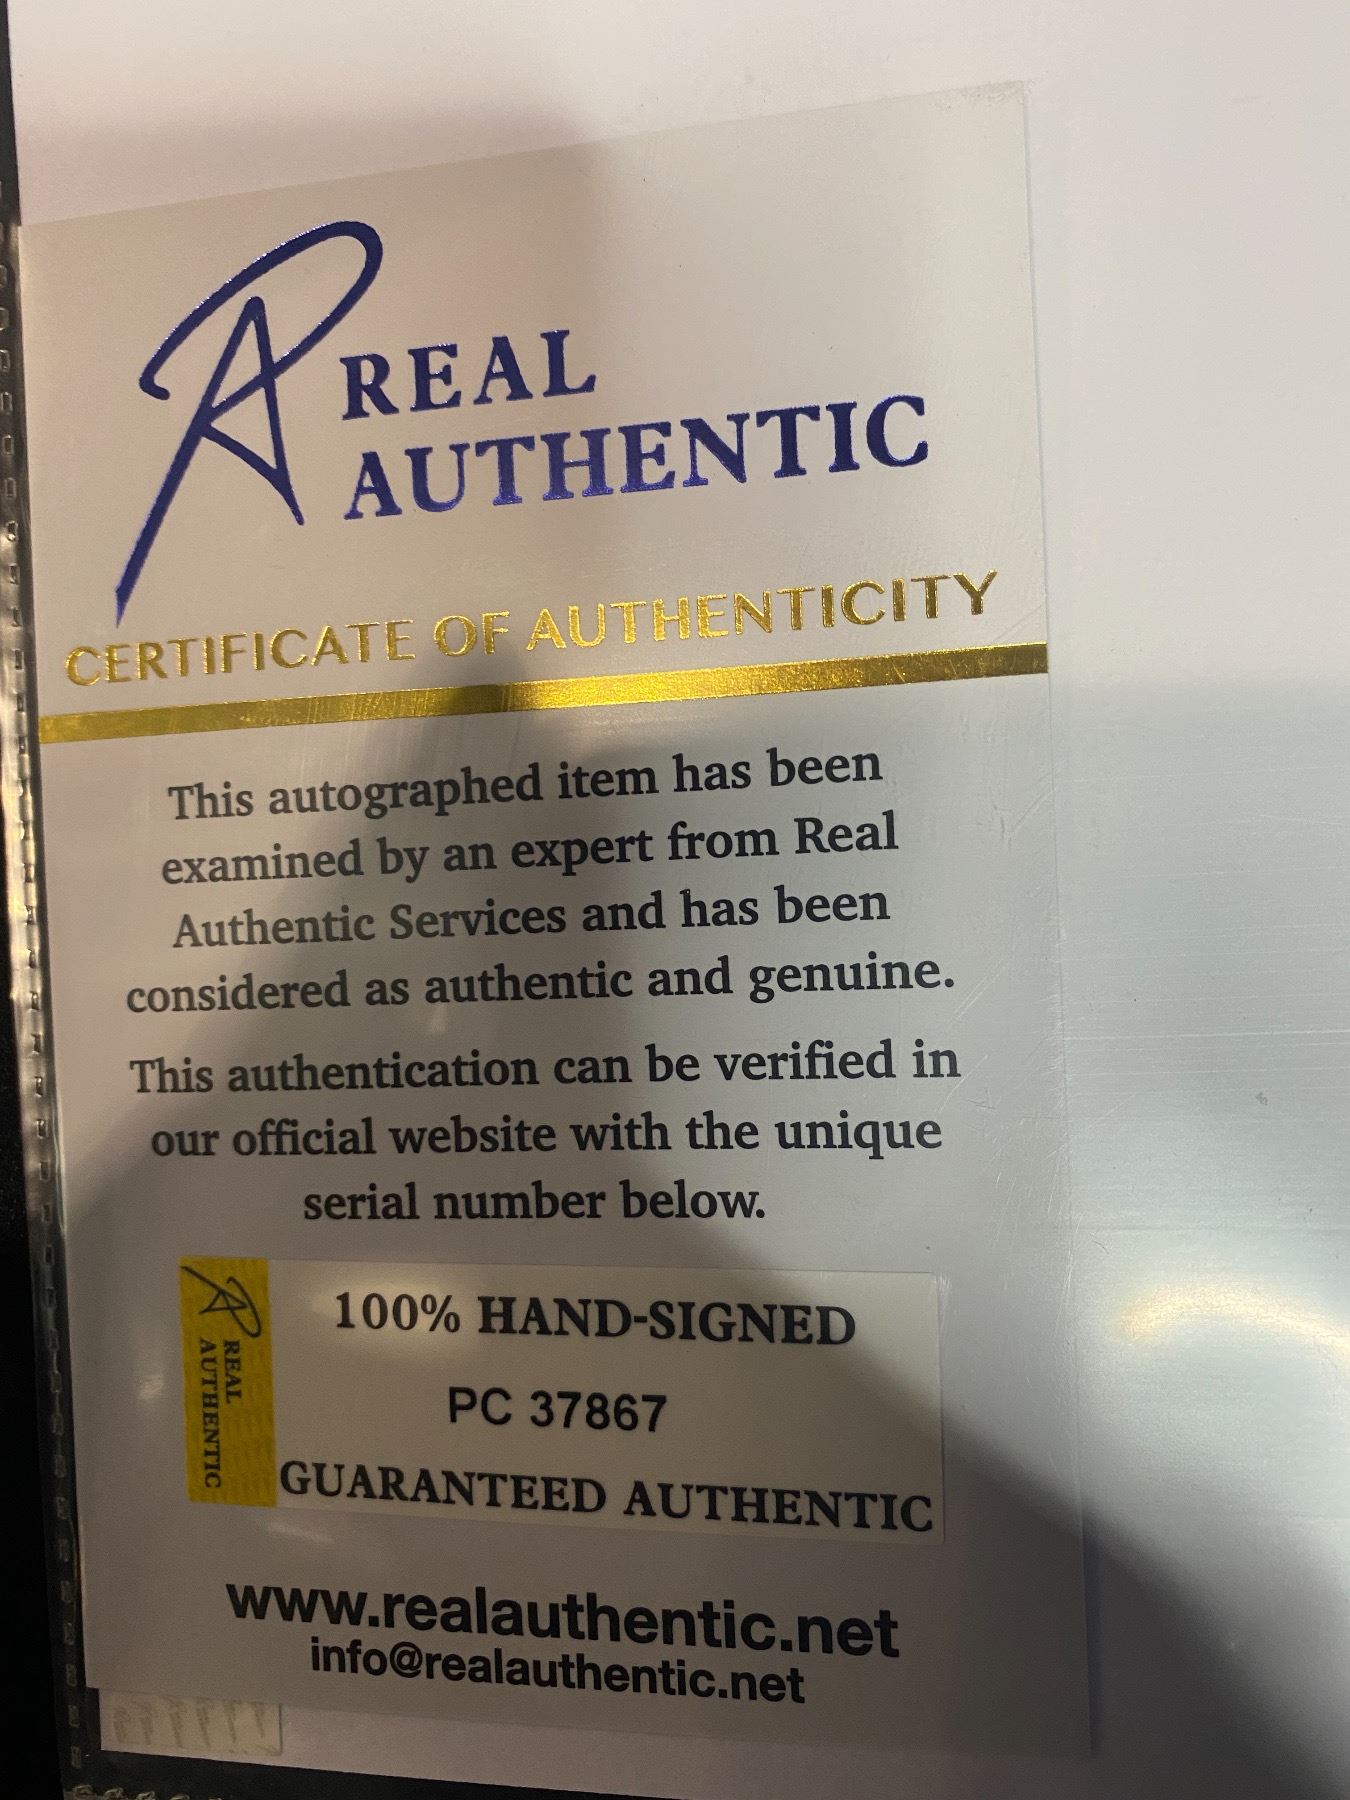 REAL
AUTHENTIC
CERTIFICATE OF AUTHENTICITY
This autographed item has been
examined by an expert from Real
Authentic Services and has been
considered as authentic and genuine.
This authentication can be verified in
our official website with the unique
serial number below.
REAL
AUTHENTIC
100% HAND-SIGNED
PC 37867
GUARANTEED AUTHENTIC
www.realauthentic.net
info@realauthentic.net